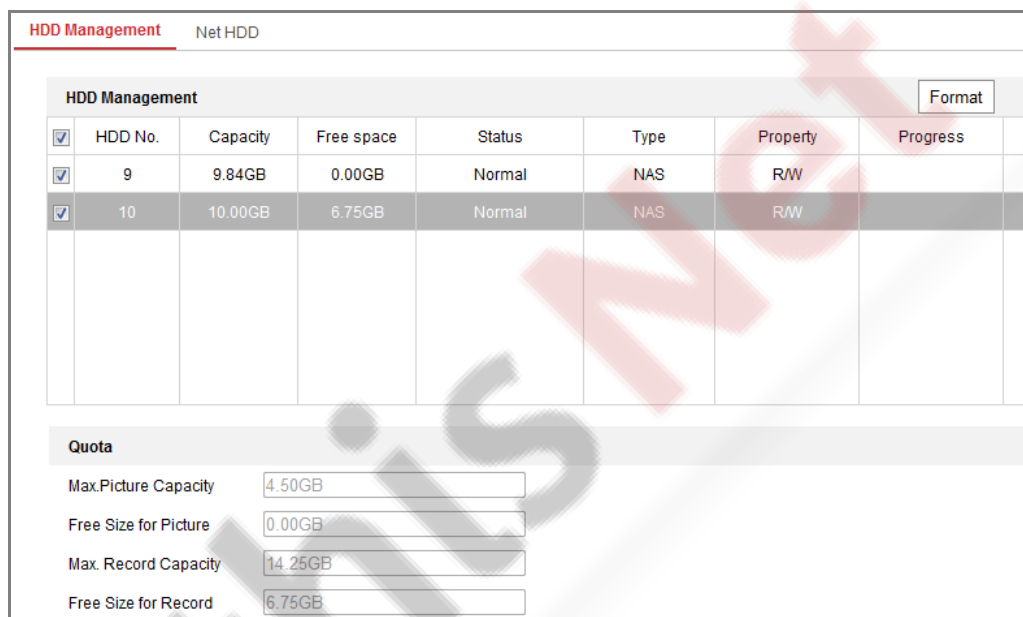 HDD Management Net HDD
HDD Management Format
HDD No. Capacity Free space Status Type Property Progress
9 9.84GB 0.00GB Normal NAS R/W
10 10.00GB 6.75GB Normal NAS R/W
Quota
Max.Picture Capacity 4.50GB
Free Size for Picture 0.00GB
Max. Record Capacity 14.25GB
Free Size for Record 6.75GB
hisNet